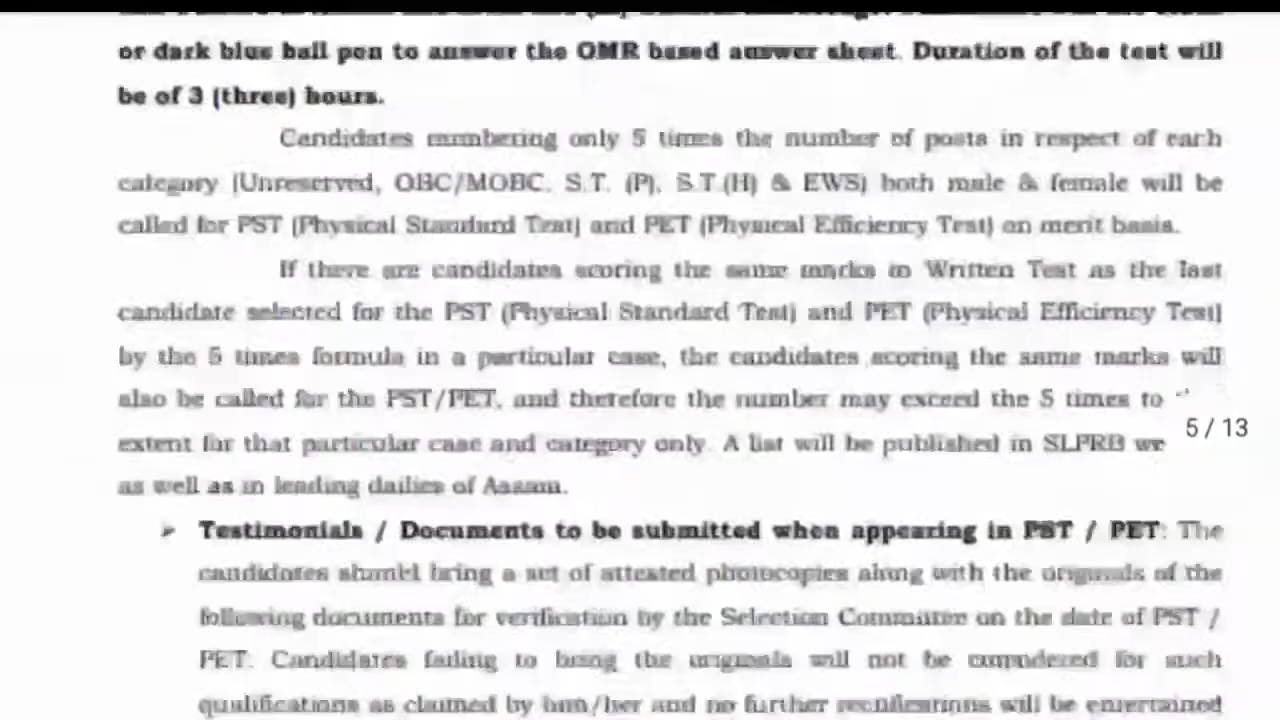 or dark blue ball pen to answer the OMR based answer sheet. Duration of the test will
be of 3 (three) hours.
Candidates numbering only 5 times the number of posts in respect of each
category (Unreserved, OBC/MOBC, S.T. (P), S.T.(H) & EWS) both male & female will be
called for PST (Physical Standard Test) and PET (Physical Efficiency Test) on merit basis.
If there are candidates scoring the same marks in Written Test as the last
candidate selected for the PST (Physical Standard Test) and PET (Physical Efficiency Test)
by the 5 times formula in a particular case, the candidates scoring the same marks will
also be called for the PST/PET, and therefore the number may exceed the 5 times to
5 / 13
extent for that particular case and category only. A list will be published in SLPRB we
as well as in leading dailies of Assam.
➤ Testimonials / Documents to be submitted when appearing in PST / PET: The
candidates should bring a set of attested photocopies along with the originals of the
following documents for verification by the Selection Committee on the date of PST /
PET. Candidates failing to bring the originals will not be considered for such
qualifications as claimed by him/her and no further rectifications will be entertained